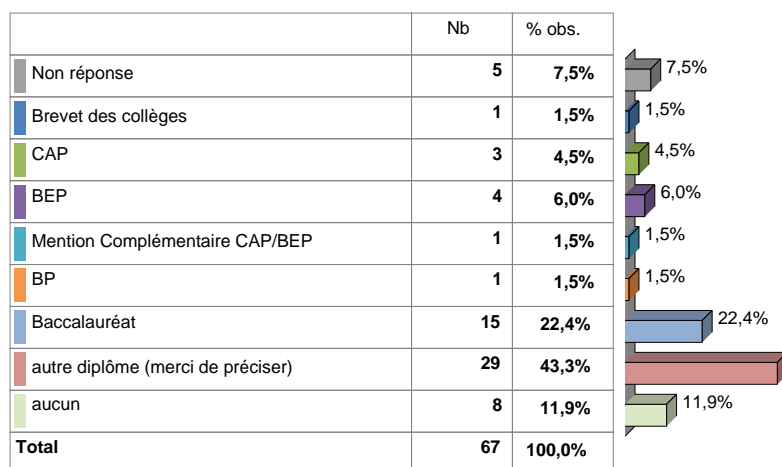 Nb % obs.
Non réponse 5 7,5% 7,5%
Brevet des collèges 1 1,5% 1,5%
CAP 3 4,5% 4,5%
BEP 4 6,0% 6,0%
Mention Complémentaire CAP/BEP 1 1,5% 1,5%
BP 1 1,5% 1,5%
Baccalauréat 15 22,4% 22,4%
autre diplôme (merci de préciser) 29 43,3%
aucun 8 11,9% 11,9%
Total 67 100,0%